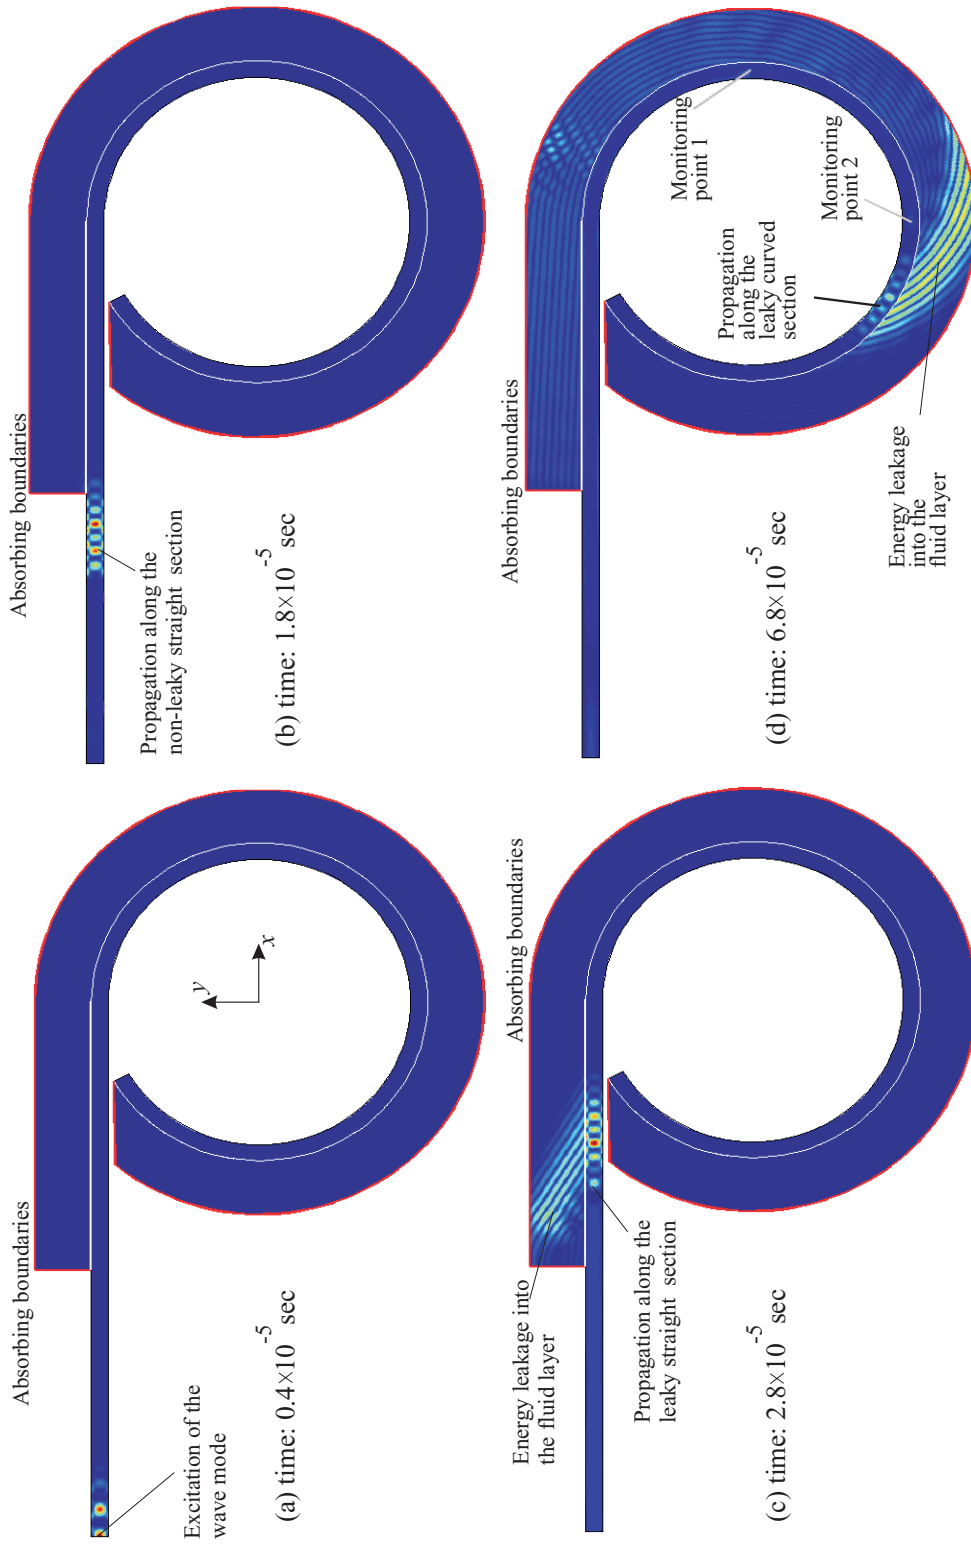 Absorbing boundaries
Excitation of the
wave mode
y
x
(a) time: 0.4×10-5 sec
Absorbing boundaries
Propagation along the
non-leaky straight section
(b) time: 1.8×10-5 sec
Absorbing boundaries
Energy leakage into
the fluid layer
Propagation along the
leaky straight section
(c) time: 2.8×10-5 sec
Absorbing boundaries
Monitoring
point 1
Monitoring
point 2
Propagation
along the
leaky curved
section
Energy leakage
into the
fluid layer
(d) time: 6.8×10-5 sec